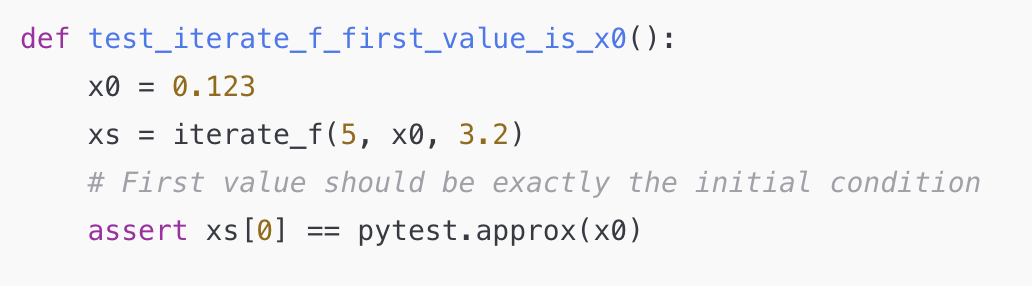 def test_iterate_f_first_value_is_x0():
    x0 = 0.123
    xs = iterate_f(5, x0, 3.2)
    # First value should be exactly the initial condition
    assert xs[0] == pytest.approx(x0)